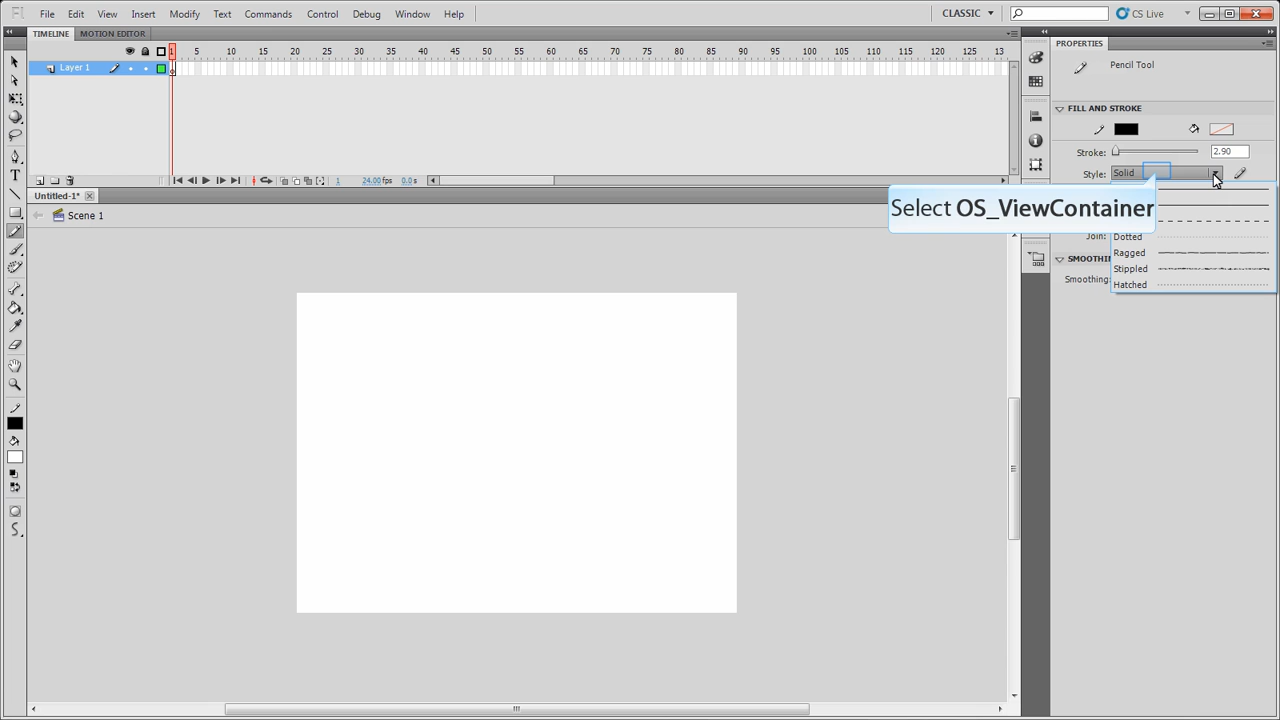 Fl File Edit View Insert Modify Text Commands Control Debug Window Help CLASSIC CS Live
TIMELINE MOTION EDITOR
1 5 10 15 20 25 30 35 40 45 50 55 60 65 70 75 80 85 90 95 100 105 110 115 120 125 13
Layer 1
1 24.00 fps 0.0 s
Untitled-1*
Scene 1
PROPERTIES
Pencil Tool
FILL AND STROKE
Stroke: 2.90
Style: Solid
Select OS_ViewContainer
Join: Dotted
Ragged
SMOOTHIN
Stippled
Smoothing:
Hatched